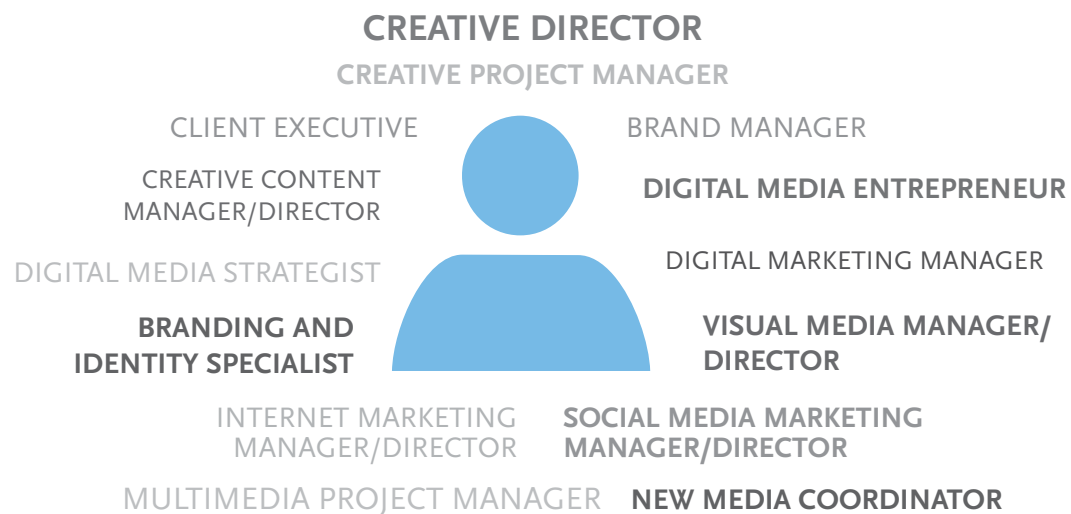 CREATIVE DIRECTOR
CREATIVE PROJECT MANAGER
CLIENT EXECUTIVE
BRAND MANAGER
CREATIVE CONTENT
MANAGER/DIRECTOR
DIGITAL MEDIA ENTREPRENEUR
DIGITAL MEDIA STRATEGIST
DIGITAL MARKETING MANAGER
BRANDING AND
IDENTITY SPECIALIST
VISUAL MEDIA MANAGER/
DIRECTOR
INTERNET MARKETING
MANAGER/DIRECTOR
SOCIAL MEDIA MARKETING
MANAGER/DIRECTOR
MULTIMEDIA PROJECT MANAGER
NEW MEDIA COORDINATOR